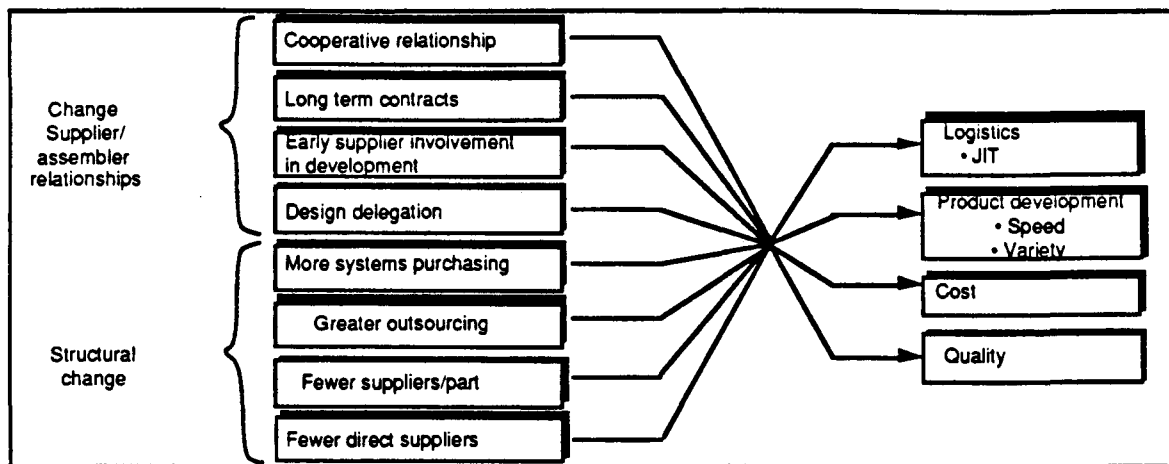 Change
Supplier/
assembler
relationships
Structural
change
Cooperative relationship
Long term contracts
Early supplier involvement
in development
Design delegation
More systems purchasing
Greater outsourcing
Fewer suppliers/part
Fewer direct suppliers
Logistics
• JIT
Product development
• Speed
• Variety
Cost
Quality